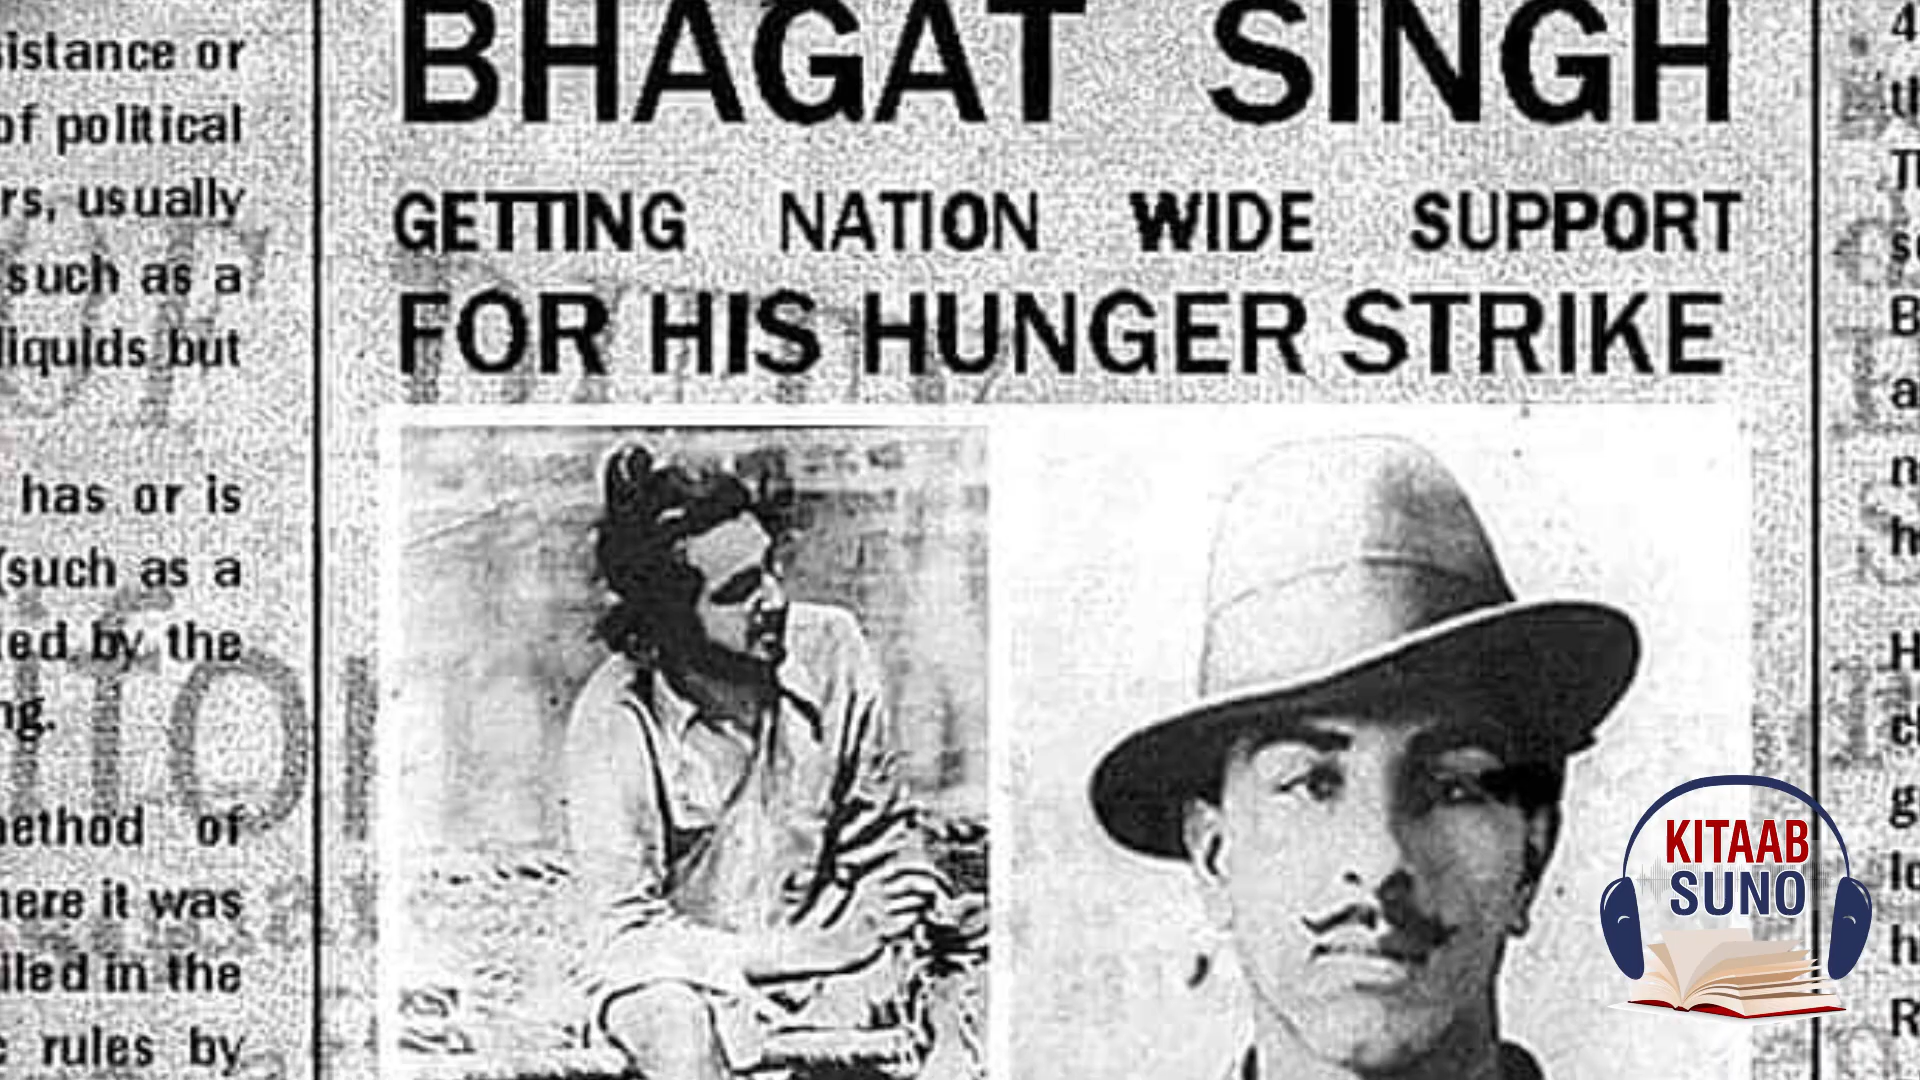 sistance or
of political
rs, usually
such as a
liquids but
has or is
(such as a
ted by the
ng.
method of
here it was
iled in the
rules by
BHAGAT SINGH
GETTING NATION WIDE SUPPORT
FOR HIS HUNGER STRIKE
KITAAB
SUNO